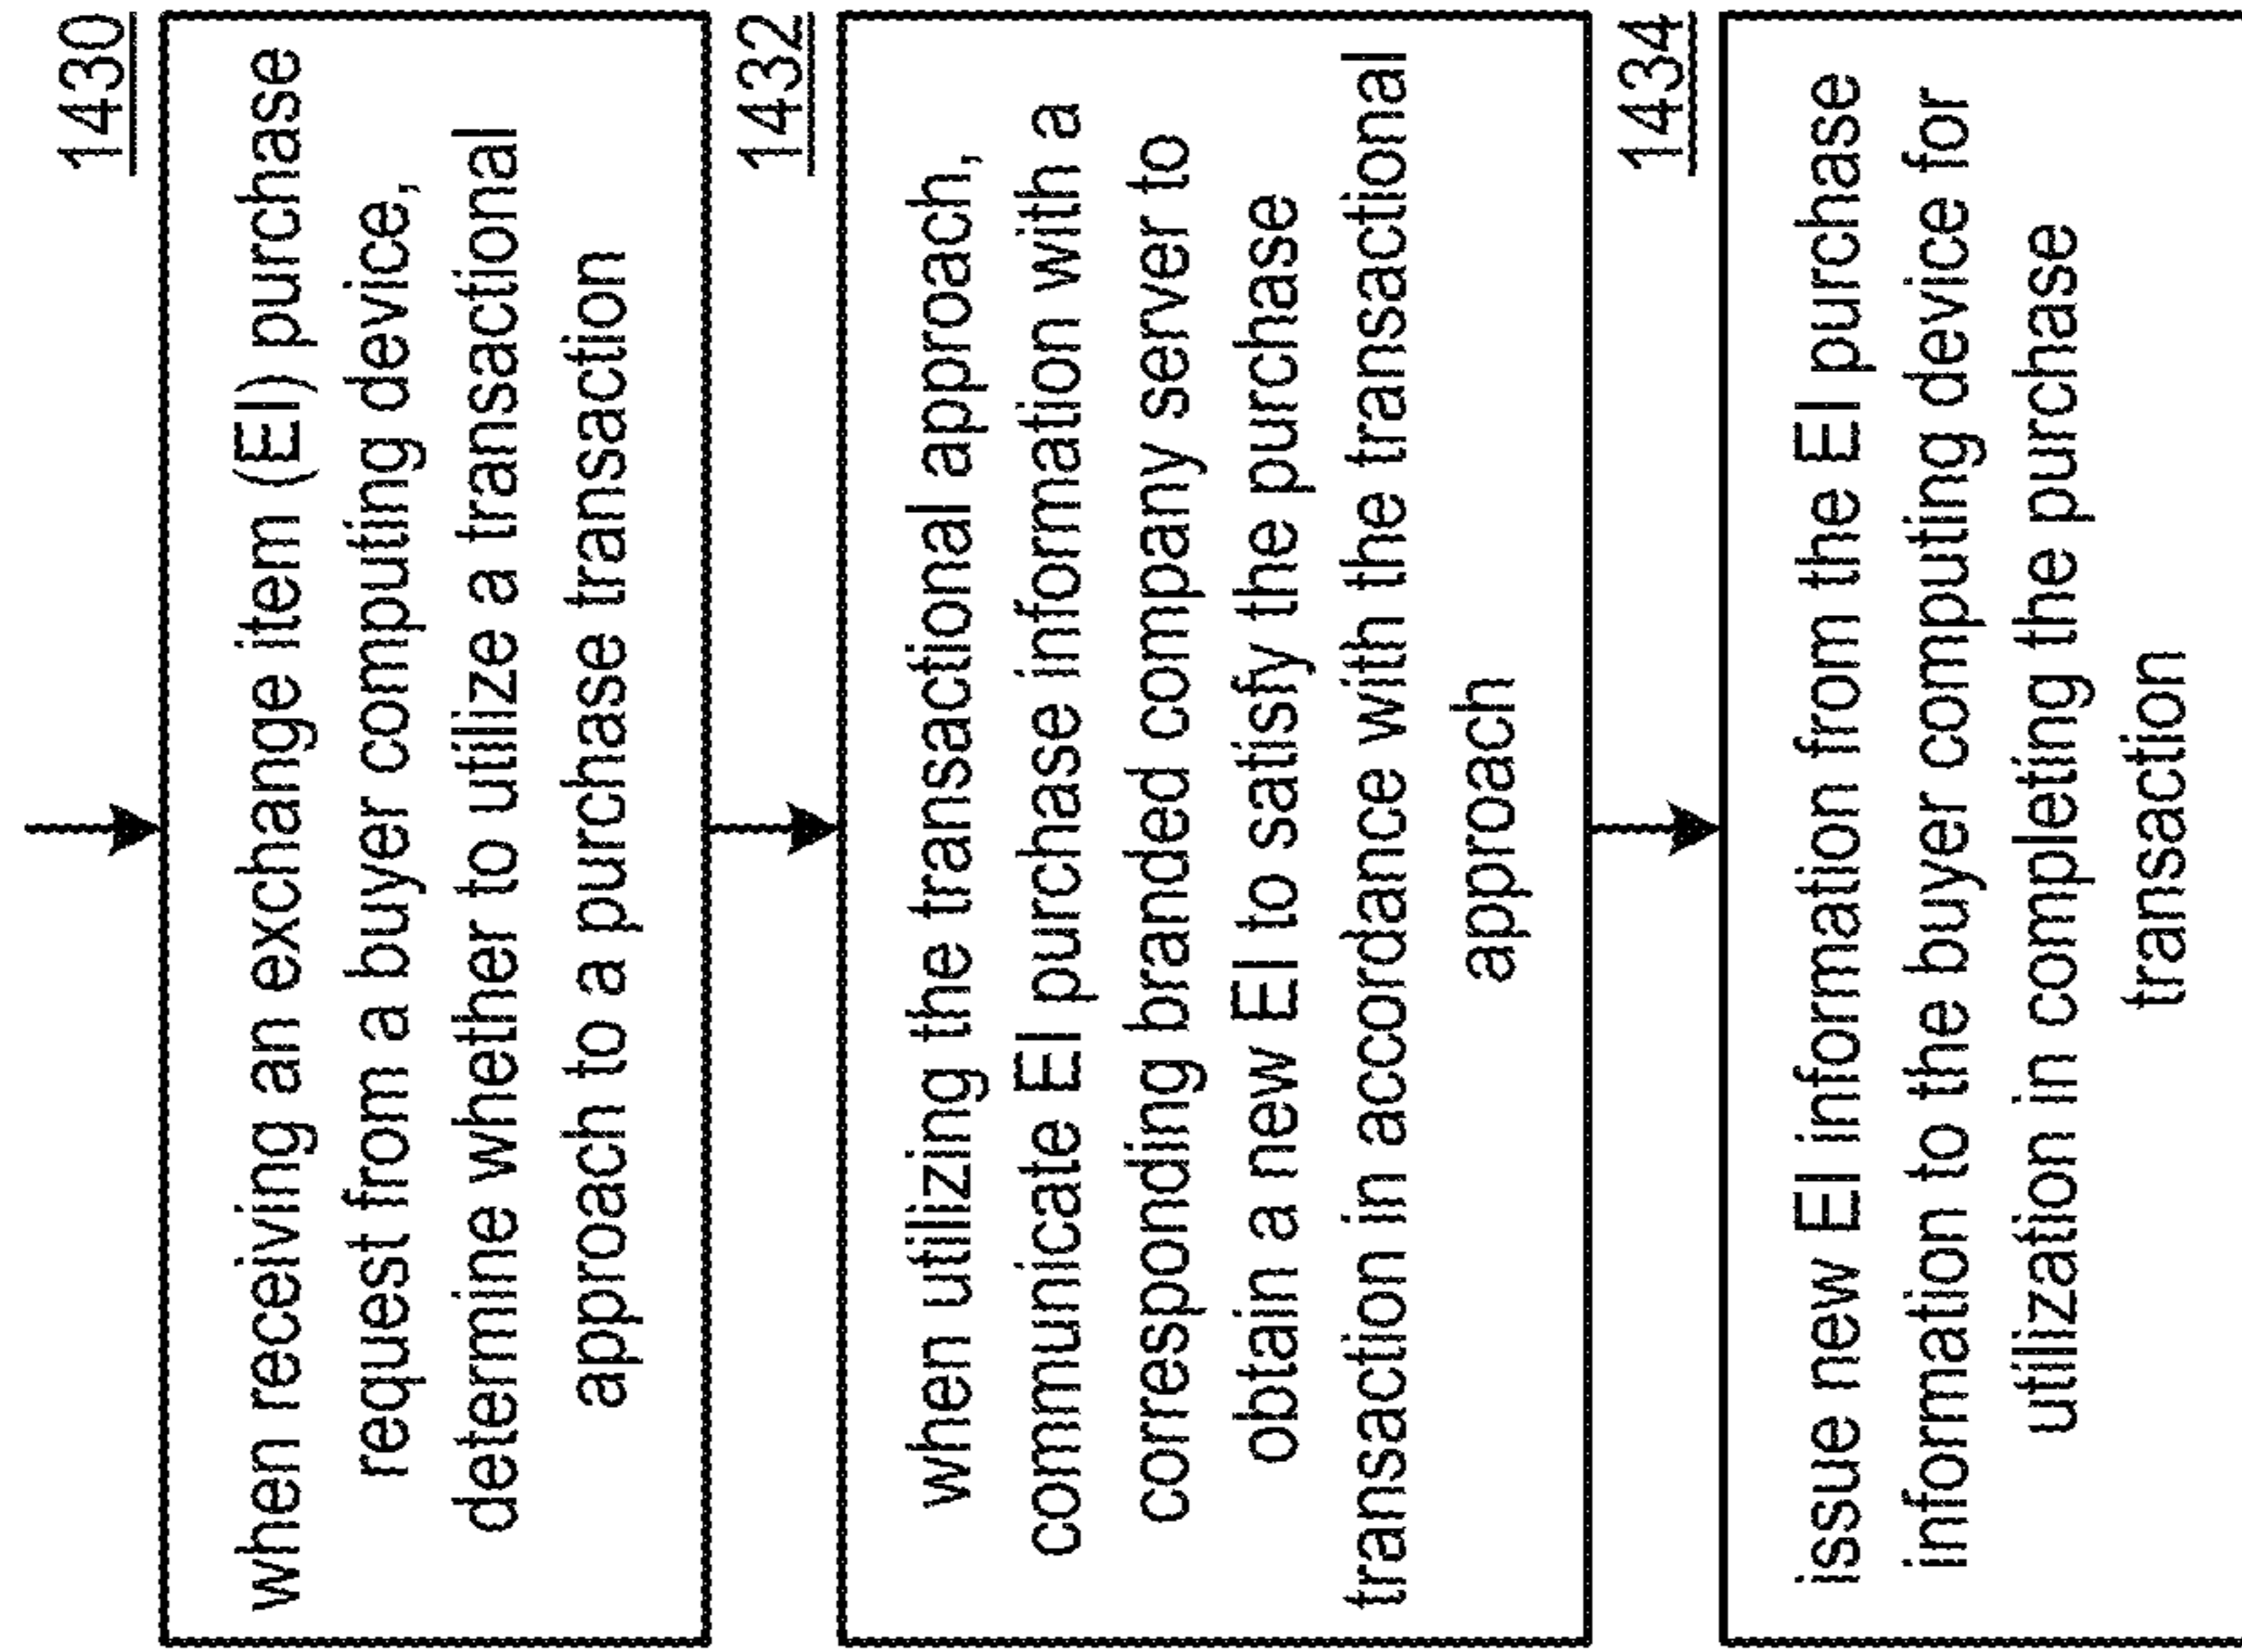 1430
when receiving an exchange item (EI) purchase
request from a buyer computing device,
determine whether to utilize a transactional
approach to a purchase transaction
1432
when utilizing the transactional approach,
communicate EI purchase information with a
corresponding branded company server to
obtain a new EI to satisfy the purchase
transaction in accordance with the transactional
approach
1434
issue new EI information from the EI purchase
information to the buyer computing device for
utilization in completing the purchase
transaction